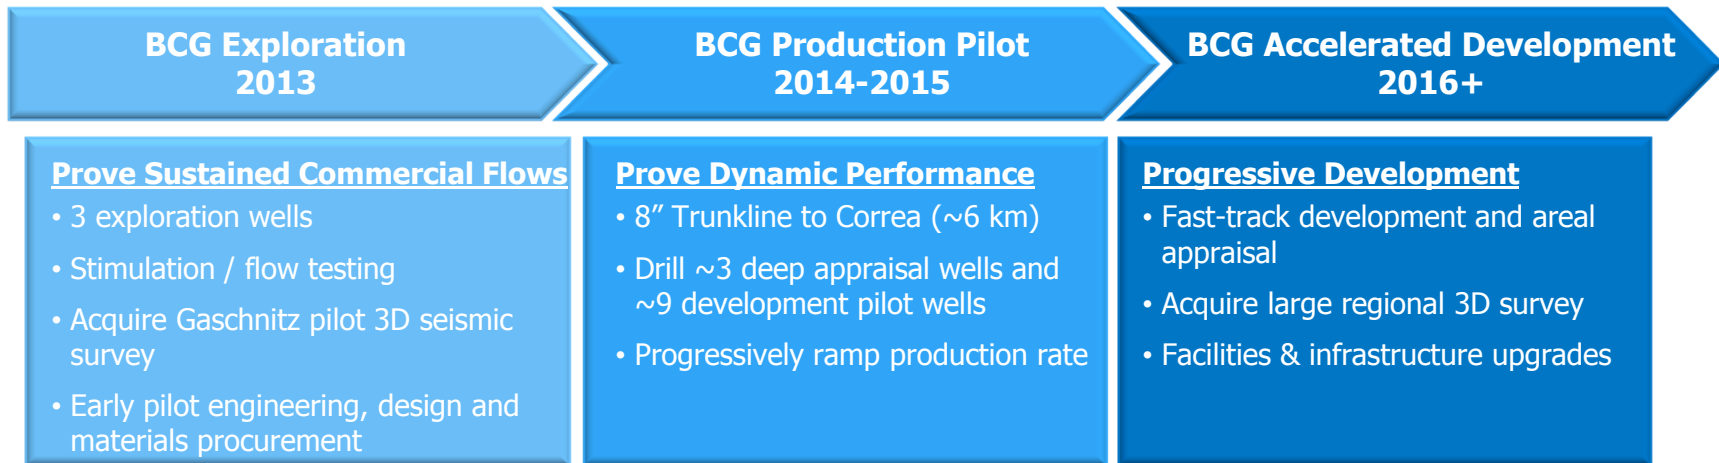 BCG Exploration
2013
BCG Production Pilot
2014-2015
BCG Accelerated Development
2016+
Prove Sustained Commercial Flows
• 3 exploration wells
• Stimulation / flow testing
• Acquire Gaschnitz pilot 3D seismic
survey
• Early pilot engineering, design and
materials procurement
Prove Dynamic Performance
• 8″ Trunkline to Correa (~6 km)
• Drill ~3 deep appraisal wells and
~9 development pilot wells
• Progressively ramp production rate
Progressive Development
• Fast-track development and areal
appraisal
• Acquire large regional 3D survey
• Facilities & infrastructure upgrades